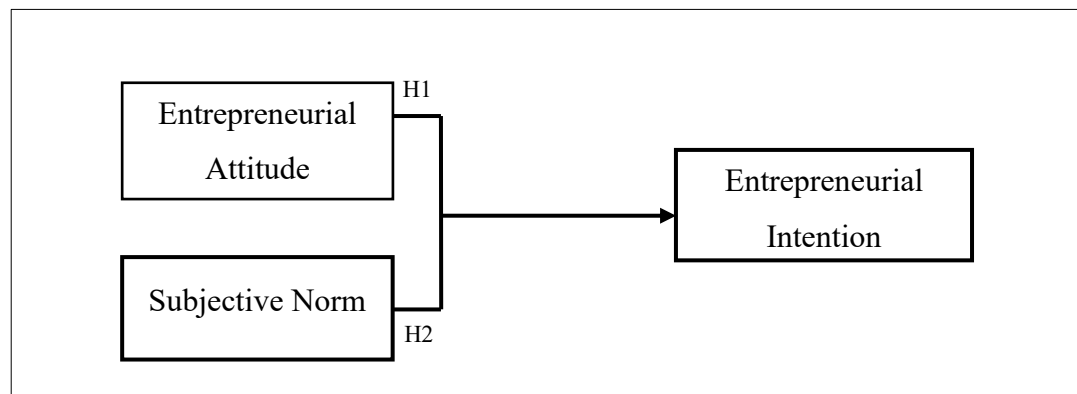 H1
Entrepreneurial
Attitude
Entrepreneurial
Intention
Subjective Norm
H2